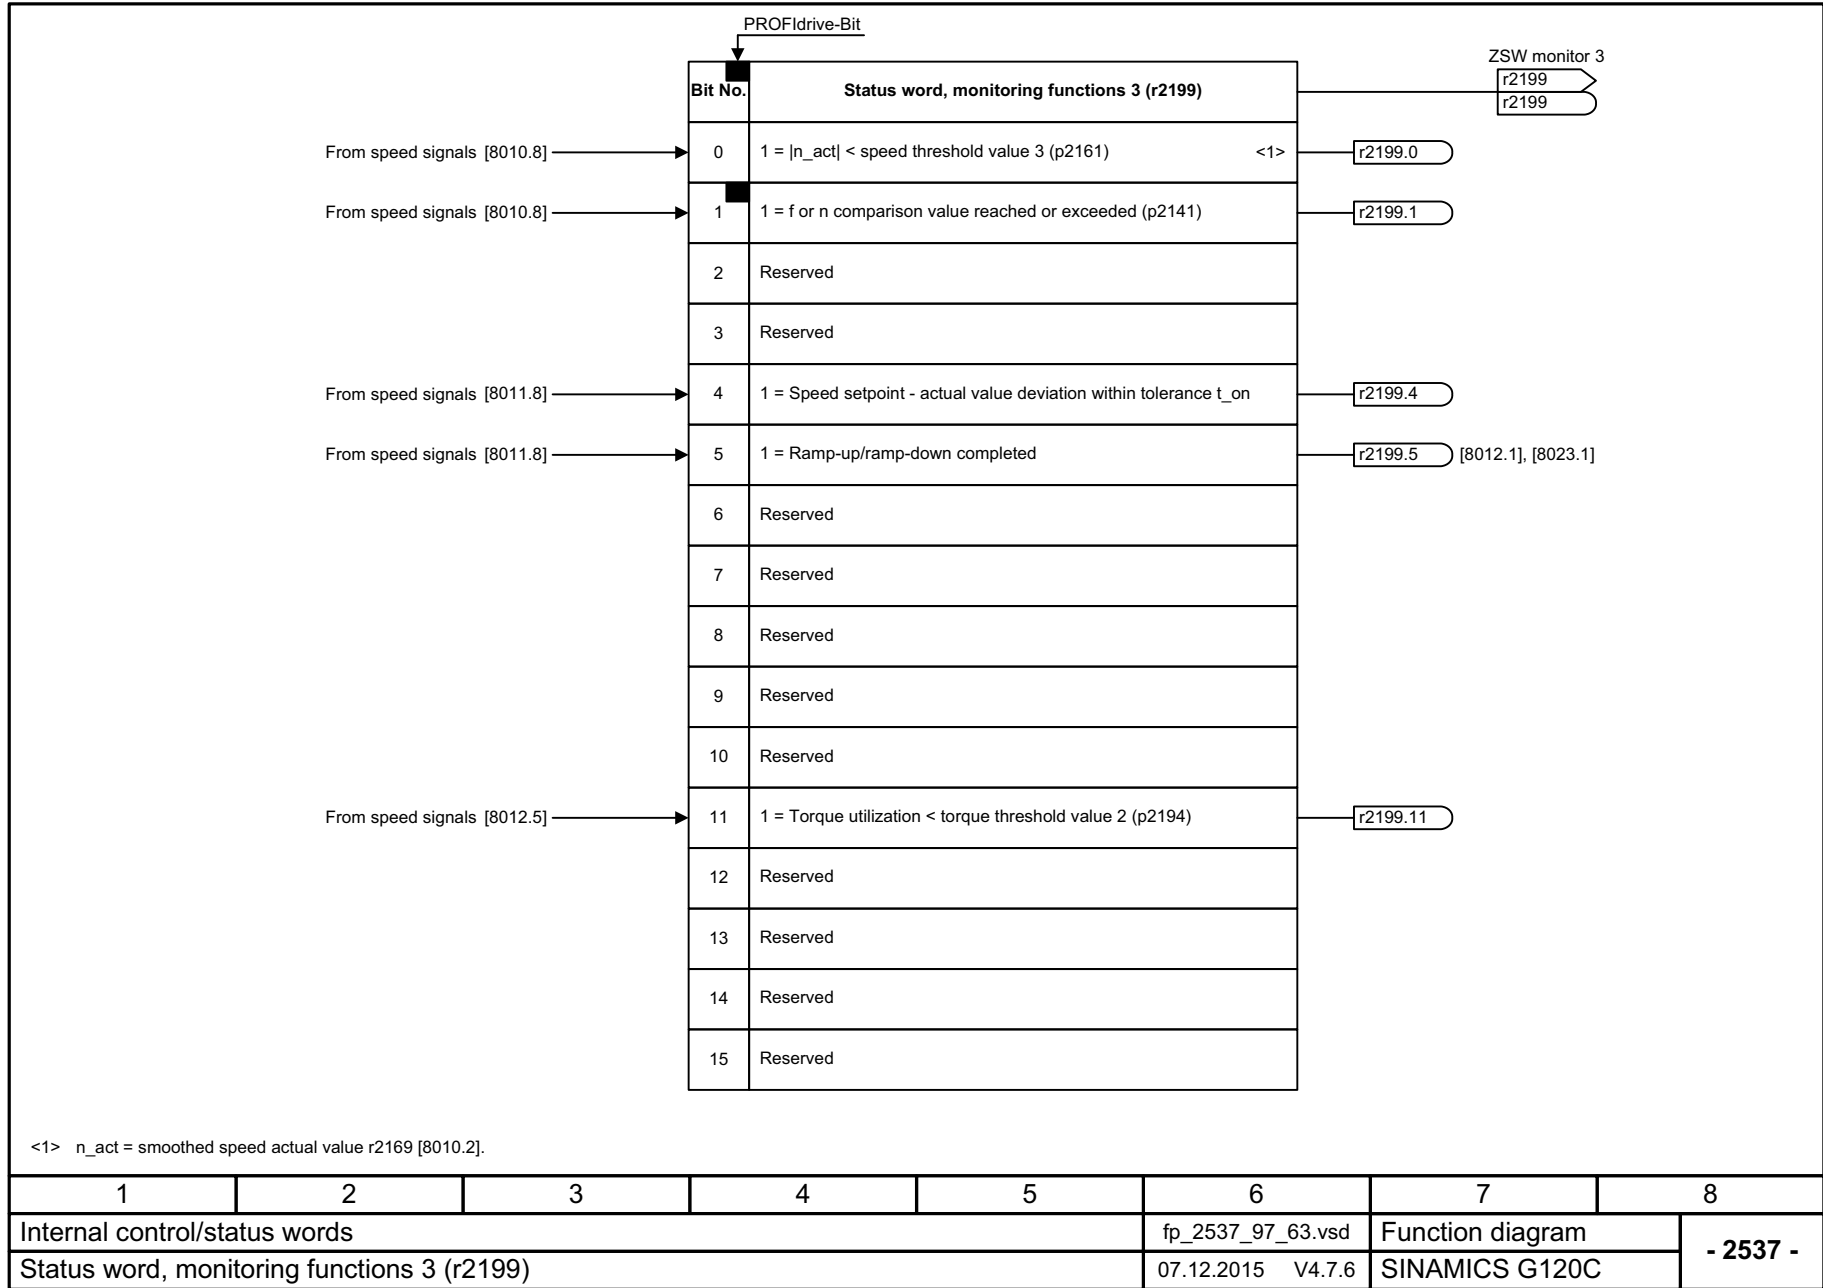 PROFIdrive-Bit
ZSW monitor 3
r2199
r2199
Bit No. Status word, monitoring functions 3 (r2199)
From speed signals [8010.8] 0 1 = |n_act| < speed threshold value 3 (p2161) <1> r2199.0
From speed signals [8010.8] 1 1 = f or n comparison value reached or exceeded (p2141) r2199.1
2 Reserved
3 Reserved
From speed signals [8011.8] 4 1 = Speed setpoint - actual value deviation within tolerance t_on r2199.4
From speed signals [8011.8] 5 1 = Ramp-up/ramp-down completed r2199.5 [8012.1], [8023.1]
6 Reserved
7 Reserved
8 Reserved
9 Reserved
10 Reserved
From speed signals [8012.5] 11 1 = Torque utilization < torque threshold value 2 (p2194) r2199.11
12 Reserved
13 Reserved
14 Reserved
15 Reserved
<1> n_act = smoothed speed actual value r2169 [8010.2].
1 2 3 4 5 6 7 8
Internal control/status words fp_2537_97_63.vsd Function diagram - 2537 -
Status word, monitoring functions 3 (r2199) 07.12.2015 V4.7.6 SINAMICS G120C